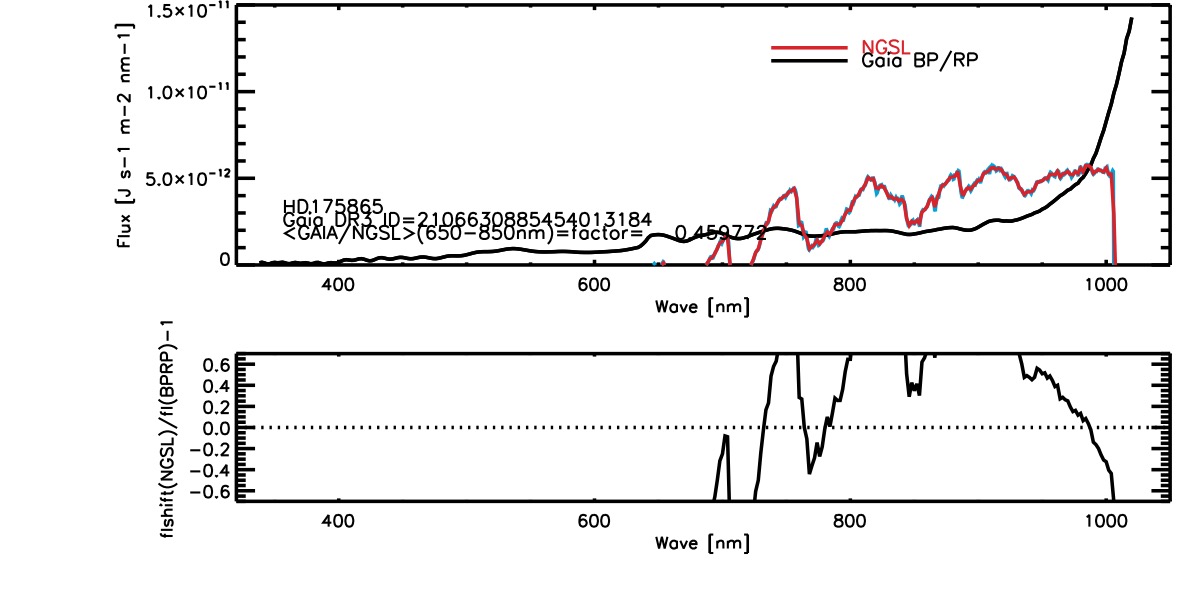 1.5×10−11
1.0×10−11
5.0×10−12
0
Flux [J s−1 m−2 nm−1]
NGSL
Gaia BP/RP
HD175865
Gaia DR3 ID=2106630885454013184
<GAIA/NGSL>(650−850nm)=factor= 0.459772
400 600 800 1000
Wave [nm]
flshift(NGSL)/fl(BPRP)−1
0.6
0.4
0.2
0.0
−0.2
−0.4
−0.6
400 600 800 1000
Wave [nm]